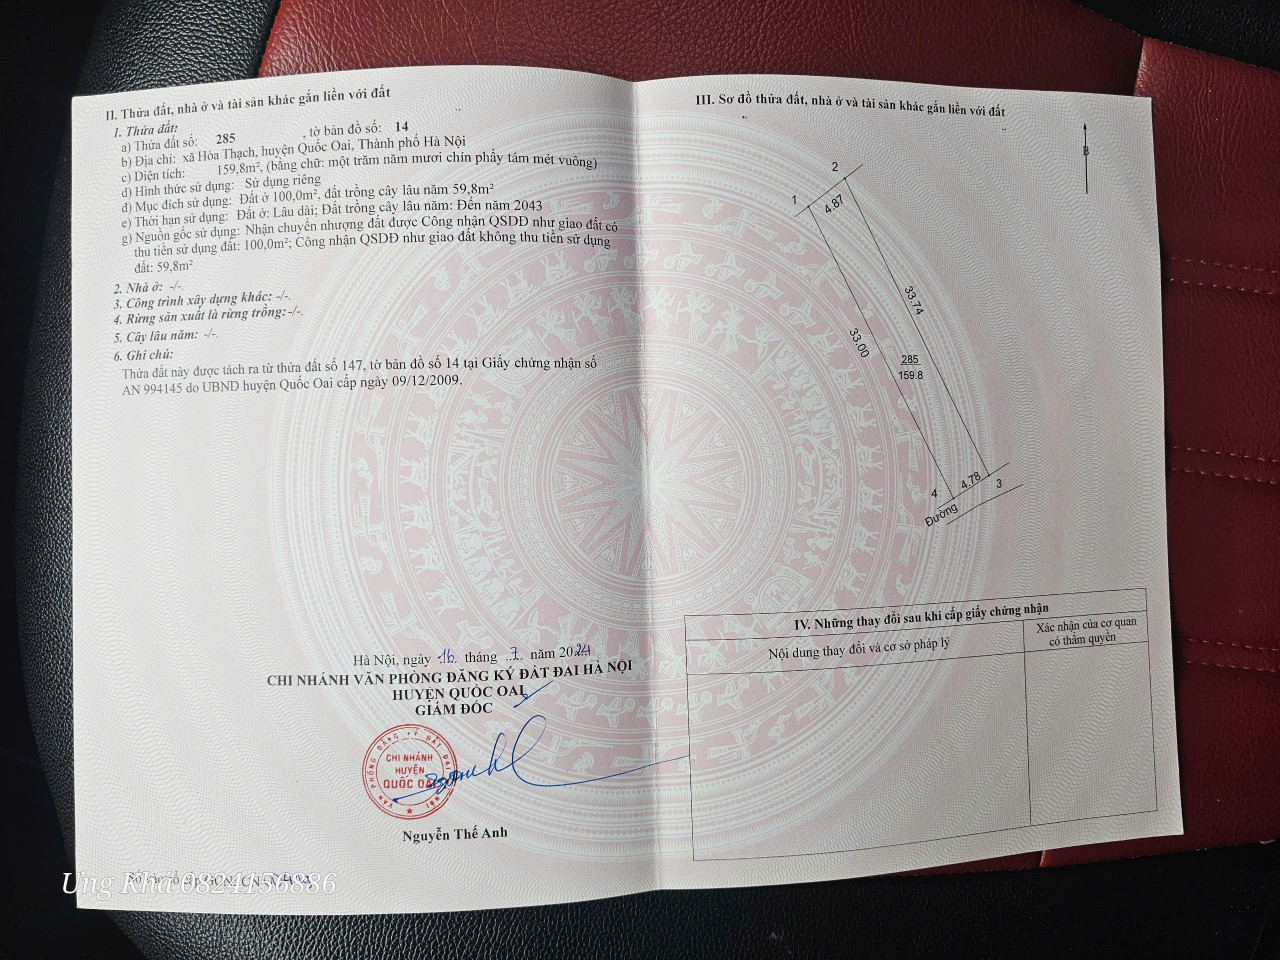 II. Thửa đất, nhà ở và tài sản khác gắn liền với đất
1. Thửa đất:
a) Thửa đất số: 285 , tờ bản đồ số: 14
b) Địa chỉ: xã Hòa Thạch, huyện Quốc Oai, Thành phố Hà Nội
c) Diện tích: 159,8m², (bằng chữ: một trăm năm mươi chín phẩy tám mét vuông)
d) Hình thức sử dụng: Sử dụng riêng
đ) Mục đích sử dụng: Đất ở 100,0m², đất trồng cây lâu năm 59,8m²
e) Thời hạn sử dụng: Đất ở: Lâu dài; Đất trồng cây lâu năm: Đến năm 2043
g) Nguồn gốc sử dụng: Nhận chuyển nhượng đất được Công nhận QSDĐ như giao đất có
thu tiền sử dụng đất: 100,0m²; Công nhận QSDĐ như giao đất không thu tiền sử dụng
đất: 59,8m²
2. Nhà ở: -/-.
3. Công trình xây dựng khác: -/-.
4. Rừng sản xuất là rừng trồng: -/-.
5. Cây lâu năm: -/-.
6. Ghi chú:
Thửa đất này được tách ra từ thửa đất số 147, tờ bản đồ số 14 tại Giấy chứng nhận số
AN 994145 do UBND huyện Quốc Oai cấp ngày 09/12/2009.
Hà Nội, ngày 16. tháng ..7. năm 2024
CHI NHÁNH VĂN PHÒNG ĐĂNG KÝ ĐẤT ĐAI HÀ NỘI
HUYỆN QUỐC OAI
GIÁM ĐỐC
VĂN PHÒNG ĐĂNG KÝ ĐẤT ĐAI
CHI NHÁNH
HUYỆN
QUỐC OAI
Nguyễn Thế Anh
Ung Kha 0824156886
III. Sơ đồ thửa đất, nhà ở và tài sản khác gắn liền với đất
B
2
1
4.87
33.74
33.00
285
159.8
4.78
4
3
Đường
IV. Những thay đổi sau khi cấp giấy chứng nhận
Nội dung thay đổi và cơ sở pháp lý
Xác nhận của cơ quan
có thẩm quyền